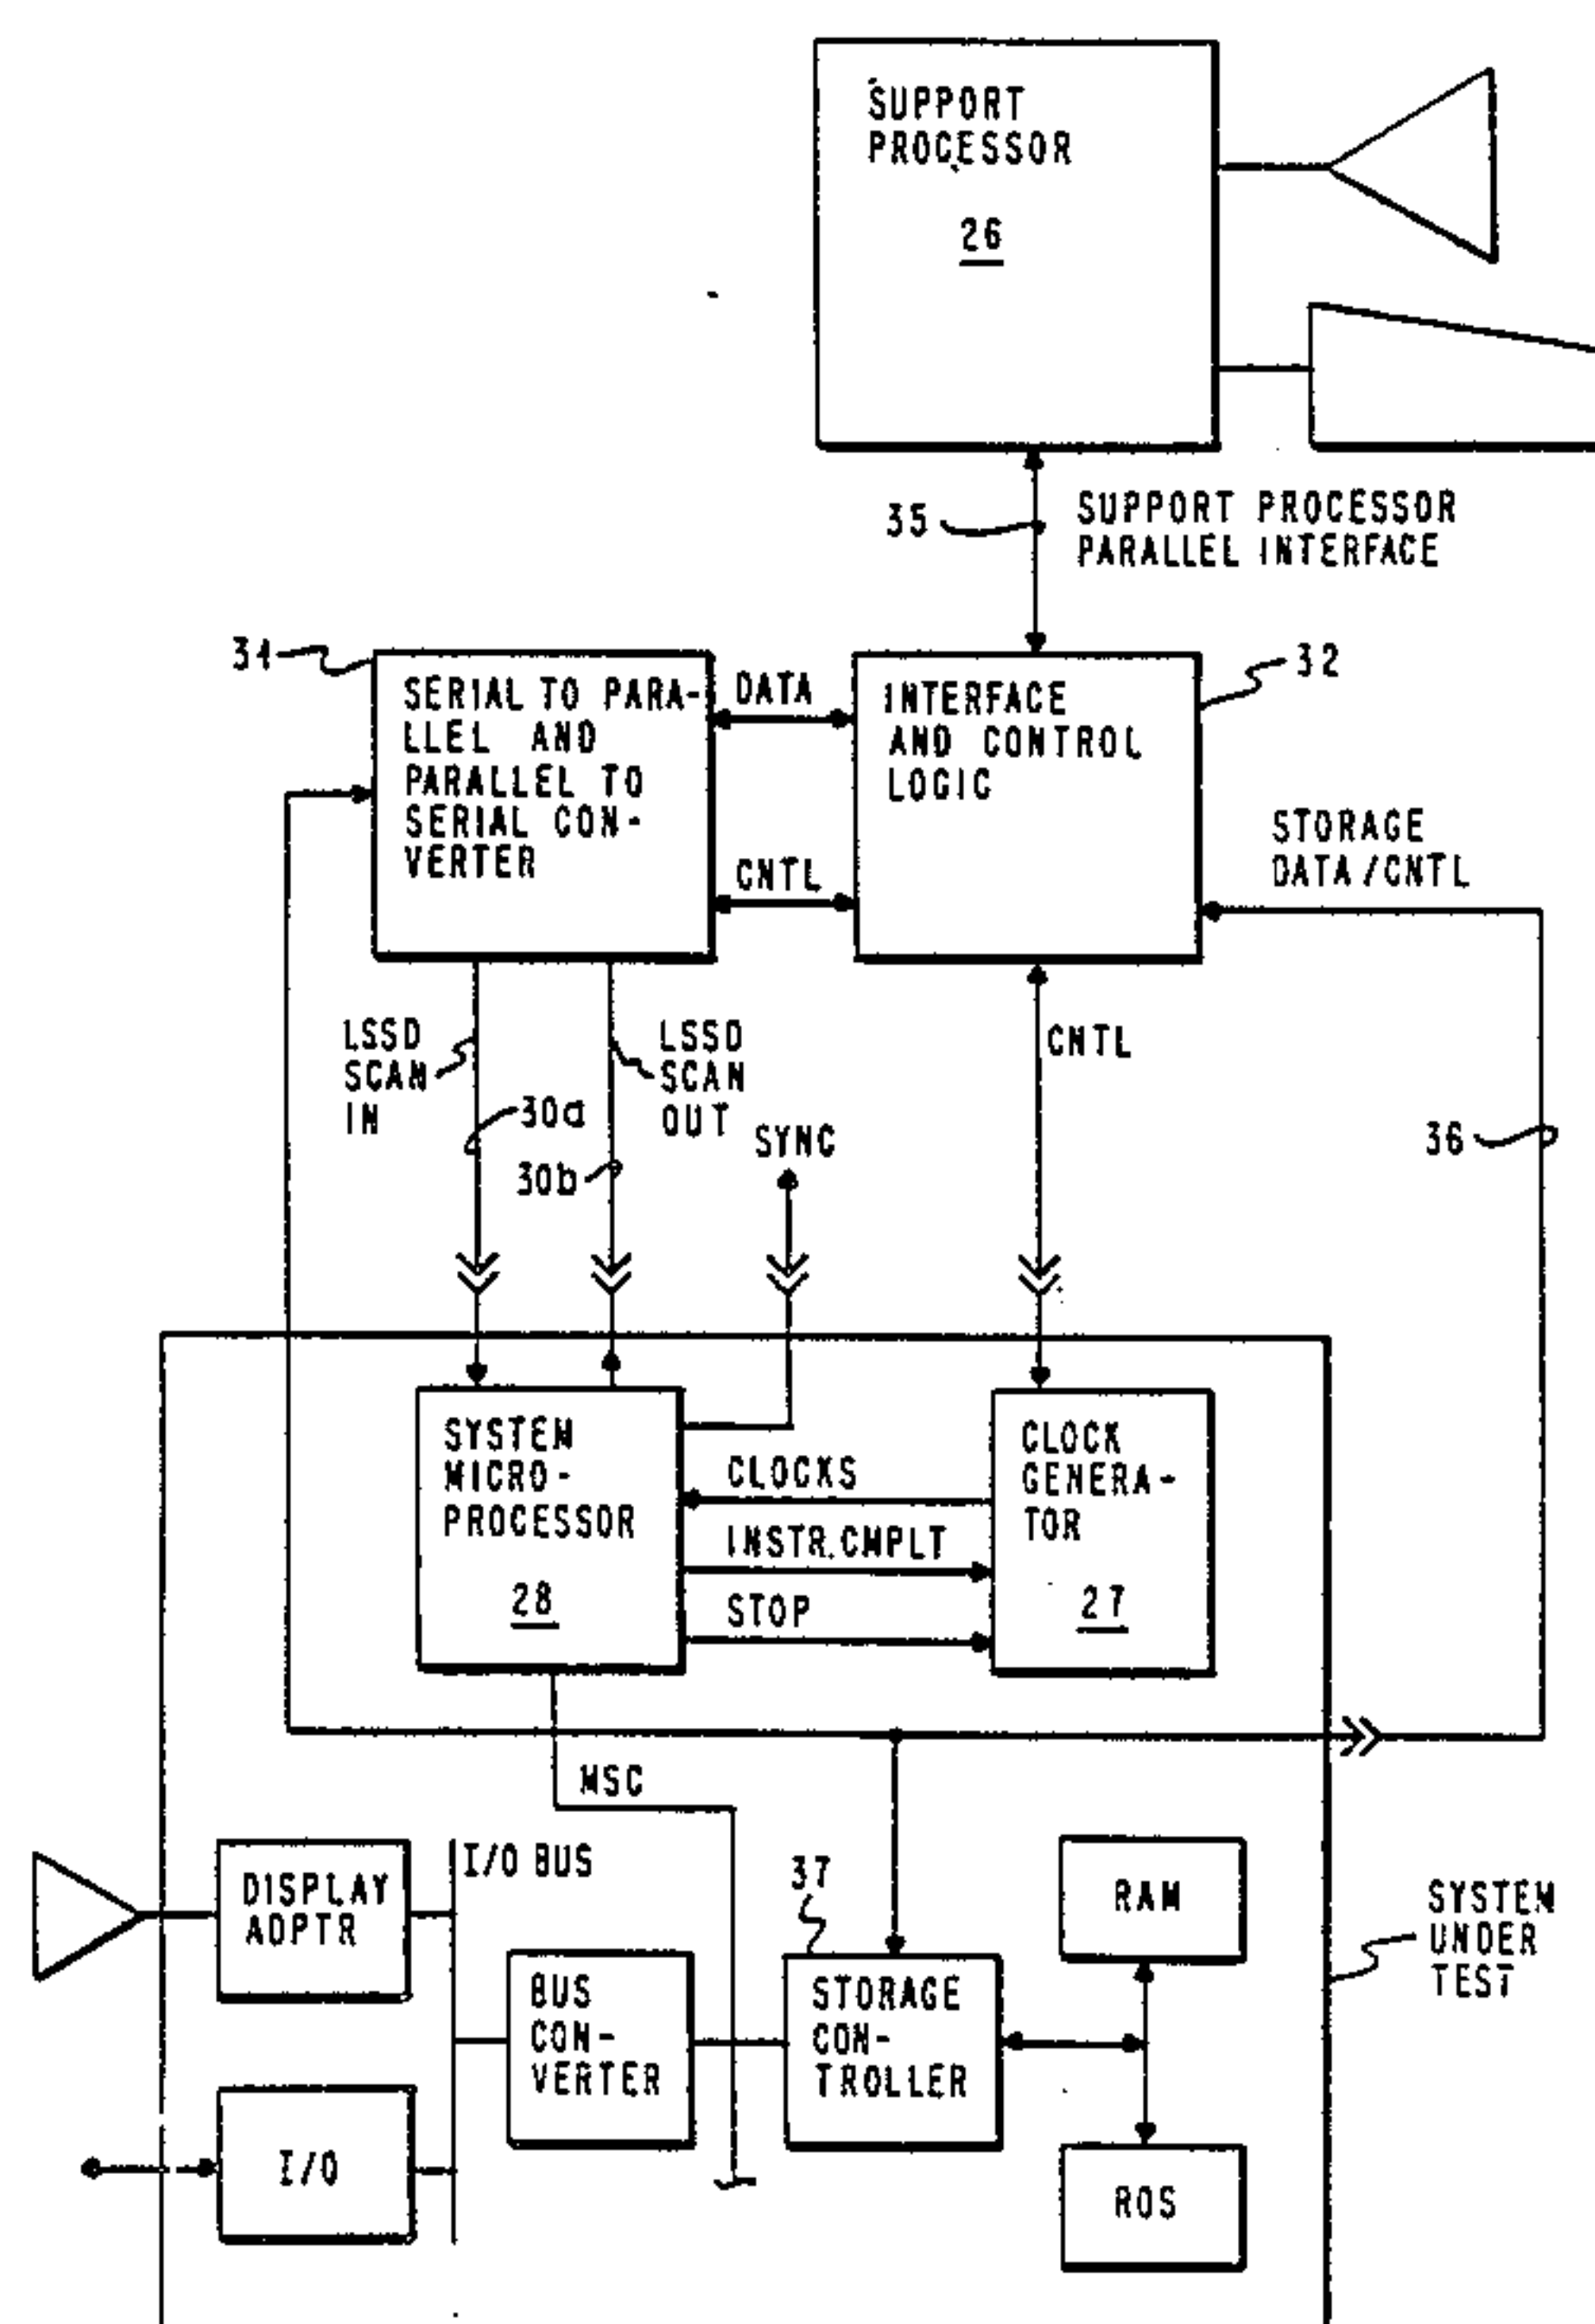 SUPPORT
PROCESSOR
26
35
SUPPORT PROCESSOR
PARALLEL INTERFACE
34
SERIAL TO PARA-
LLEL AND
PARALLEL TO
SERIAL CON-
VERTER
DATA
CNTL
INTERFACE
AND CONTROL
LOGIC
32
STORAGE
DATA/CNTL
LSSD
SCAN
IN
LSSD
SCAN
OUT
30a
30b
SYNC
CNTL
36
SYSTEM
MICRO-
PROCESSOR
28
CLOCKS
INSTR.CMPLT
STOP
CLOCK
GENERA-
TOR
27
MSC
I/O BUS
DISPLAY
ADPTR
37
RAM
SYSTEM
UNDER
TEST
BUS
CON-
VERTER
STORAGE
CON-
TROLLER
I/O
ROS